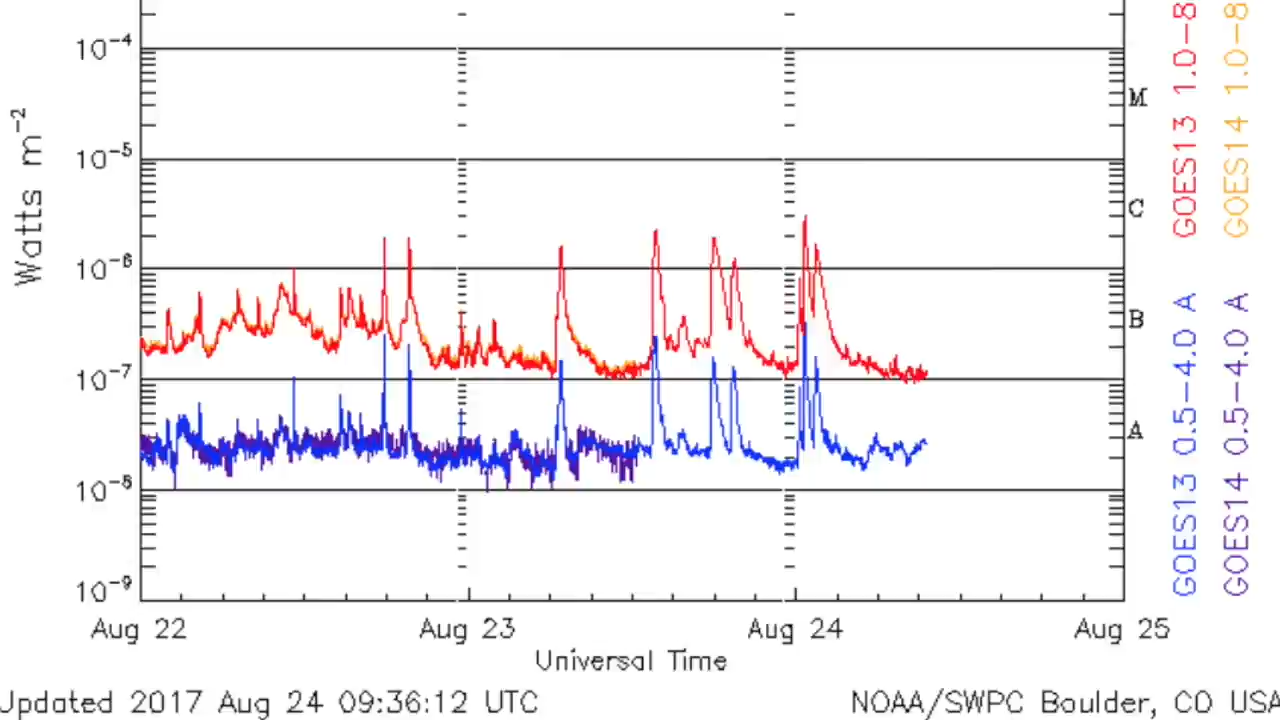 10⁻⁴
10⁻⁵
10⁻⁶
10⁻⁷
10⁻⁸
10⁻⁹
Watts m⁻²
M
C
B
A
GOES13 1.0-8
GOES14 1.0-8
GOES13 0.5-4.0 A
GOES14 0.5-4.0 A
Aug 22 Aug 23 Aug 24 Aug 25
Universal Time
Updated 2017 Aug 24 09:36:12 UTC
NOAA/SWPC Boulder, CO USA